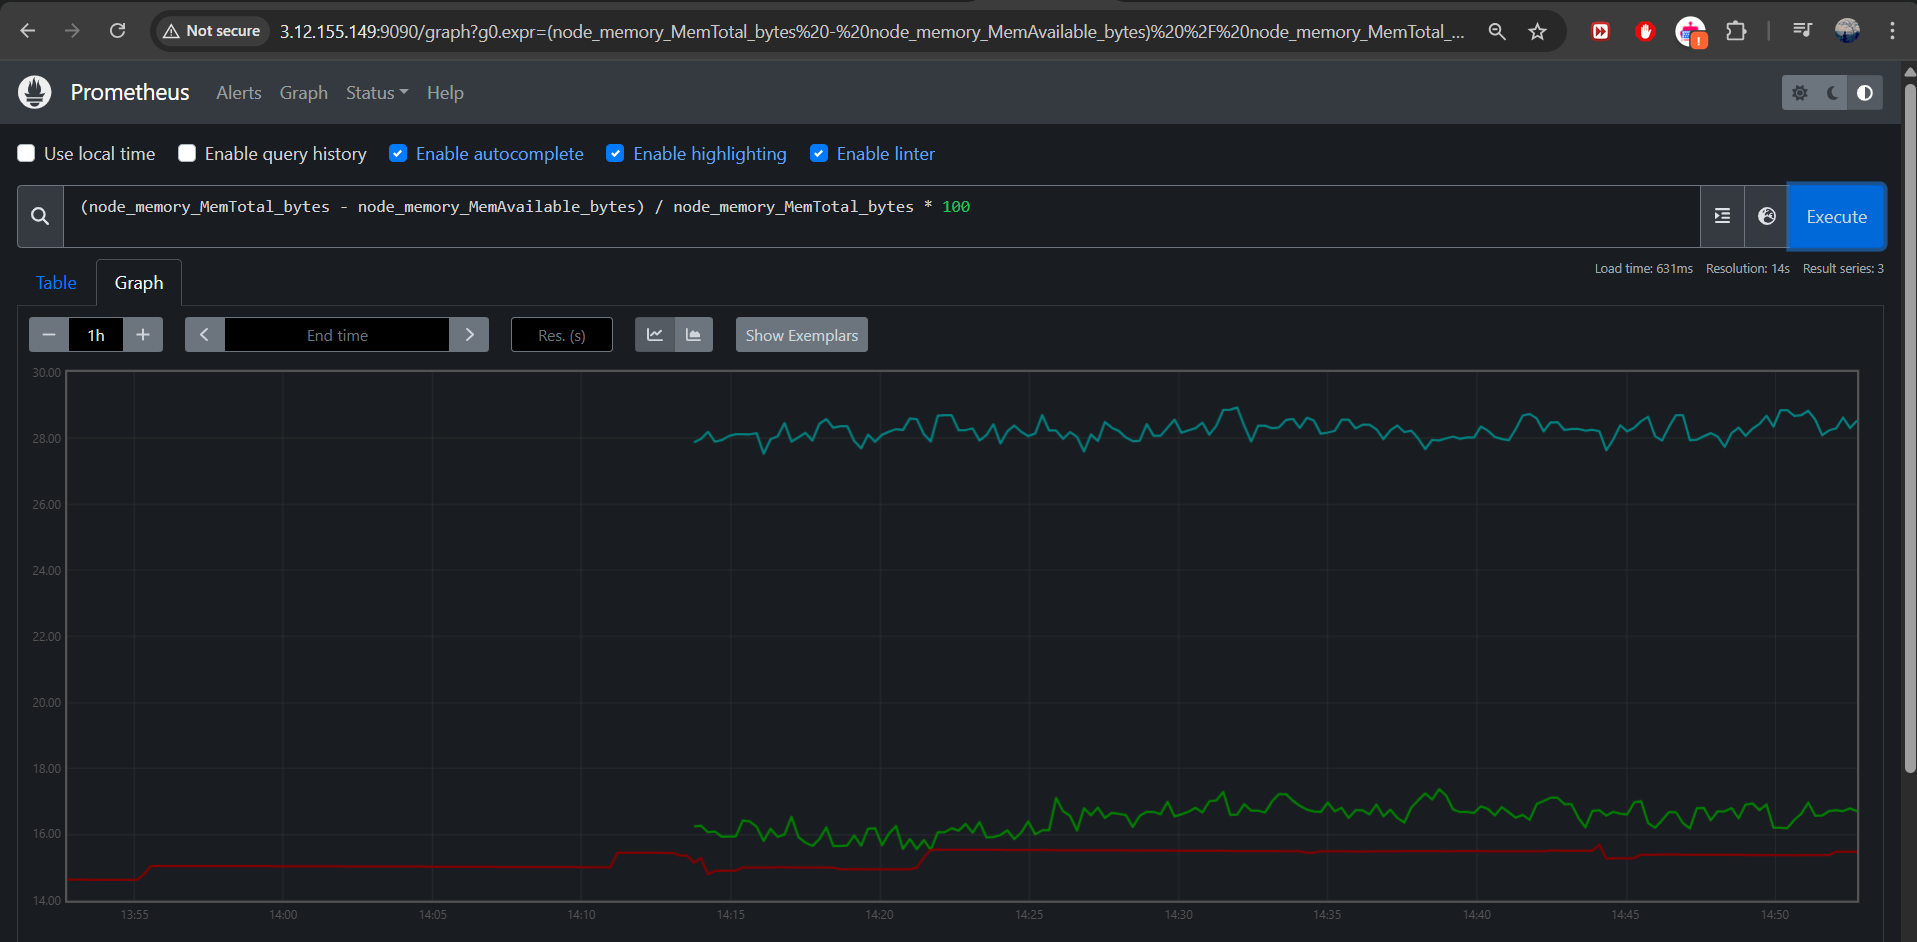 Not secure 3.12.155.149:9090/graph?g0.expr=(node_memory_MemTotal_bytes%20-%20node_memory_MemAvailable_bytes)%20%2F%20node_memory_MemTotal_...
Prometheus Alerts Graph Status Help
Use local time Enable query history Enable autocomplete Enable highlighting Enable linter
(node_memory_MemTotal_bytes - node_memory_MemAvailable_bytes) / node_memory_MemTotal_bytes * 100
Execute
Load time: 631ms Resolution: 14s Result series: 3
Table Graph
− 1h + End time Res. (s) Show Exemplars
30.00
28.00
26.00
24.00
22.00
20.00
18.00
16.00
14.00
13:55 14:00 14:05 14:10 14:15 14:20 14:25 14:30 14:35 14:40 14:45 14:50